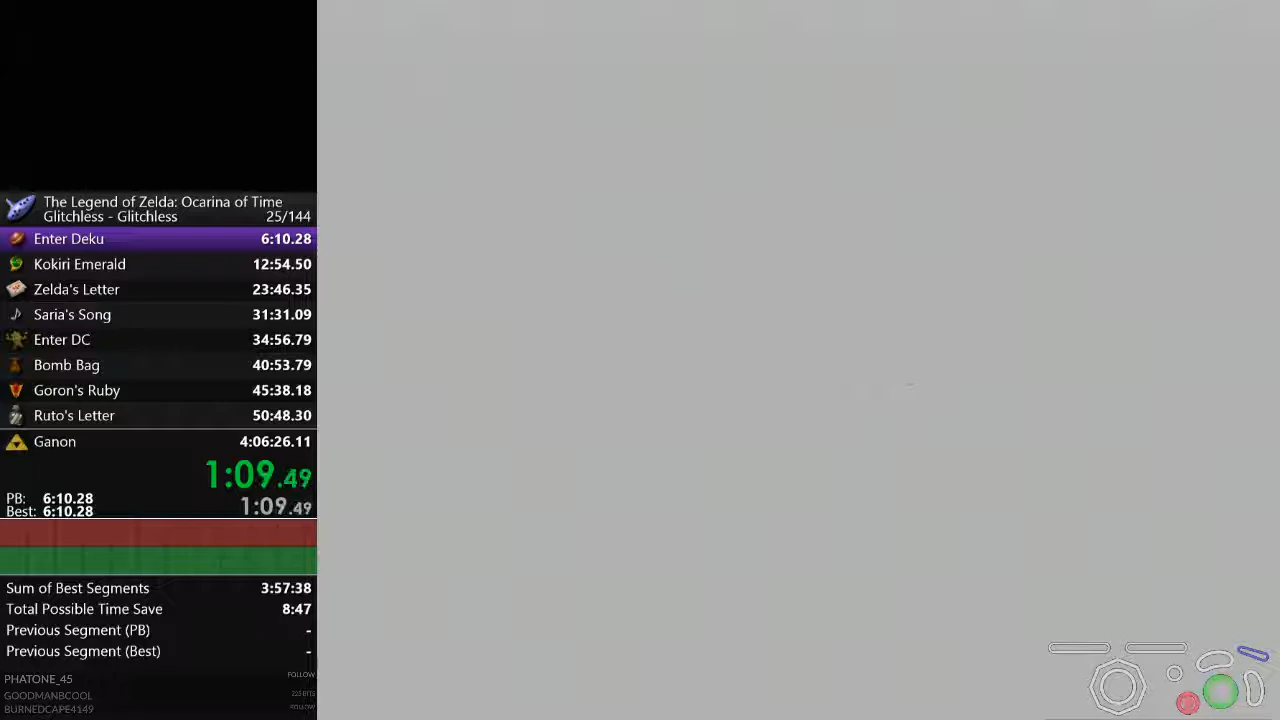 The Legend of Zelda: Ocarina of Time
Glitchless - Glitchless 25/144
Enter Deku 6:10.28
Kokiri Emerald 12:54.50
Zelda's Letter 23:46.35
Saria's Song 31:31.09
Enter DC 34:56.79
Bomb Bag 40:53.79
Goron's Ruby 45:38.18
Ruto's Letter 50:48.30
Ganon 4:06:26.11
1:09.49
PB: 6:10.28
Best: 6:10.28 1:09.49
Sum of Best Segments 3:57:38
Total Possible Time Save 8:47
Previous Segment (PB) -
Previous Segment (Best) -
PHATONE_45 FOLLOW
GOODMANBCOOL 225 BITS
BURNEDCAPE4149 FOLLOW